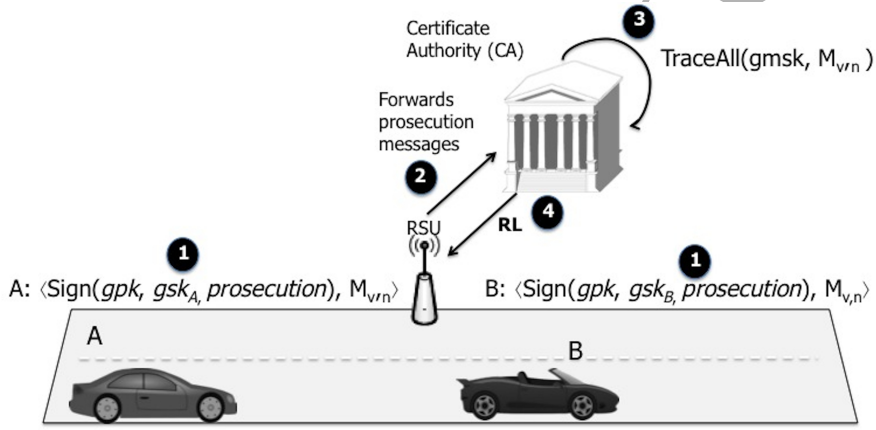 3
Certificate
Authority (CA)
TraceAll(gmsk, Mv,n )
Forwards
prosecution
messages
2
4
RL
RSU
1
1
A: ⟨Sign(gpk, gskA, prosecution), Mv,n⟩
B: ⟨Sign(gpk, gskB, prosecution), Mv,n⟩
A
B